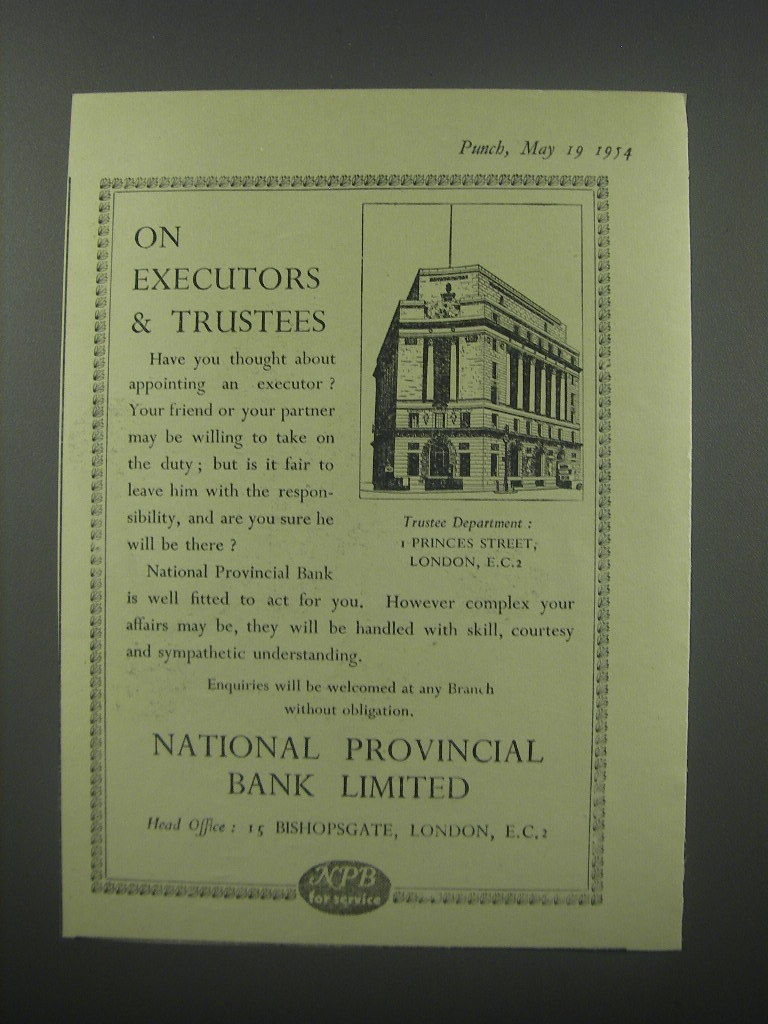 Punch, May 19 1954
ON
EXECUTORS
& TRUSTEES
Have you thought about
appointing an executor?
Your friend or your partner
may be willing to take on
the duty; but is it fair to
leave him with the respon-
sibility, and are you sure he
will be there?
Trustee Department:
1 PRINCES STREET,
LONDON, E.C.2
National Provincial Bank
is well fitted to act for you. However complex your
affairs may be, they will be handled with skill, courtesy
and sympathetic understanding.
Enquiries will be welcomed at any Branch
without obligation.
NATIONAL PROVINCIAL
BANK LIMITED
Head Office: 15 BISHOPSGATE, LONDON, E.C.2
NPB
for service